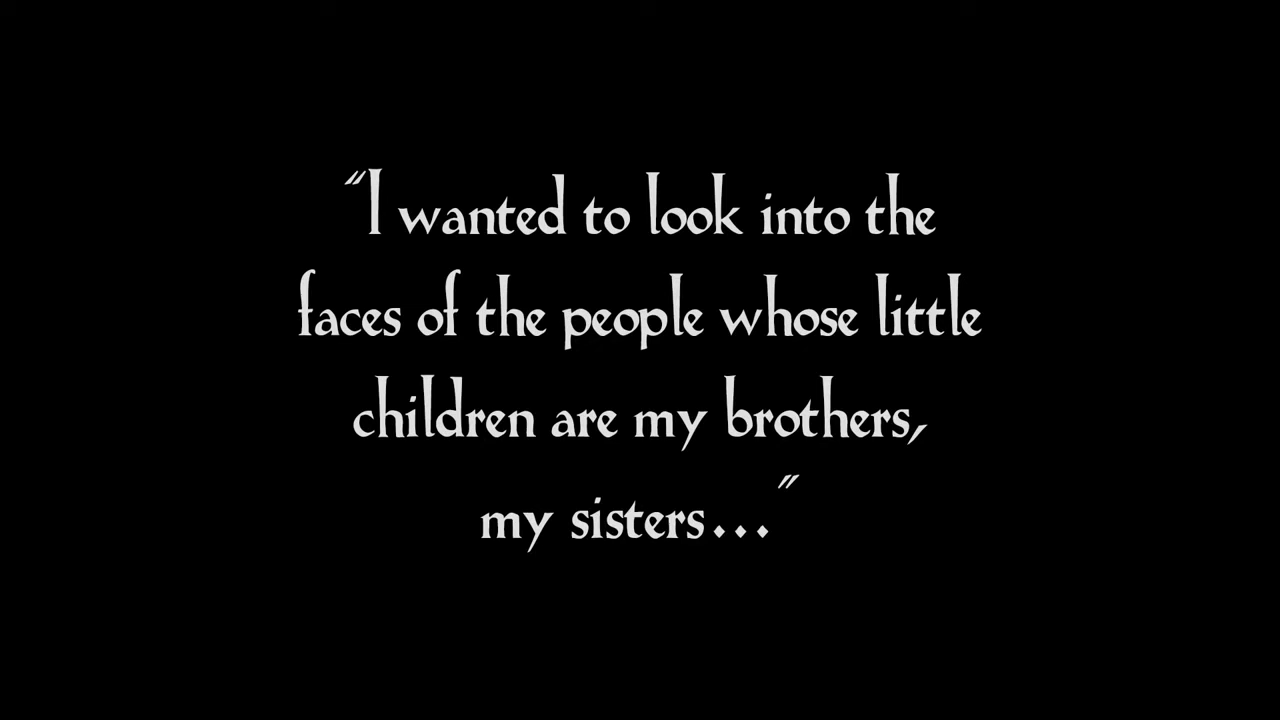 “I wanted to look into the
faces of the people whose little
children are my brothers,
my sisters...”